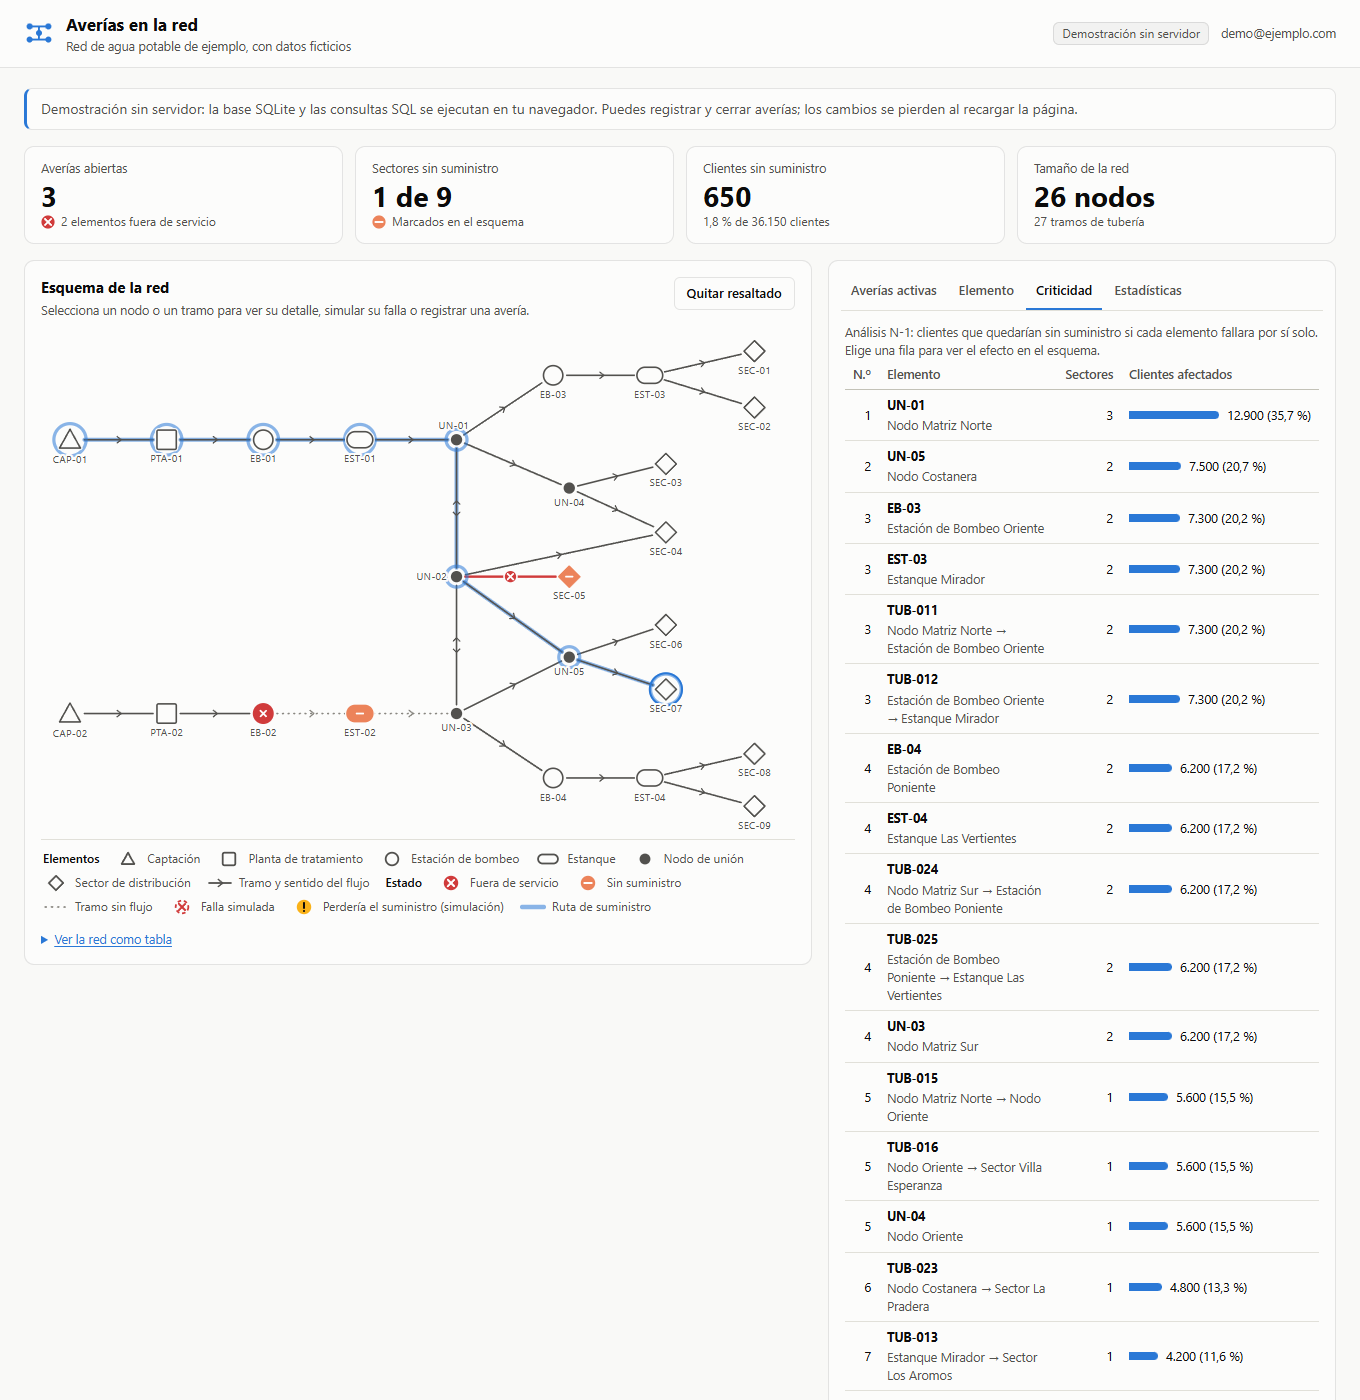 Averías en la red
Red de agua potable de ejemplo, con datos ficticios
Demostración sin servidor
demo@ejemplo.com
Demostración sin servidor: la base SQLite y las consultas SQL se ejecutan en tu navegador. Puedes registrar y cerrar averías; los cambios se pierden al recargar la página.
Averías abiertas
3
2 elementos fuera de servicio
Sectores sin suministro
1 de 9
Marcados en el esquema
Clientes sin suministro
650
1,8 % de 36.150 clientes
Tamaño de la red
26 nodos
27 tramos de tubería
Esquema de la red
Selecciona un nodo o un tramo para ver su detalle, simular su falla o registrar una avería.
Quitar resaltado
SEC-01
EB-03
EST-03
SEC-02
UN-01
CAP-01
PTA-01
EB-01
EST-01
SEC-03
UN-04
SEC-04
UN-02
SEC-05
SEC-06
UN-05
SEC-07
CAP-02
PTA-02
EB-02
EST-02
UN-03
SEC-08
EB-04
EST-04
SEC-09
Elementos
Captación
Planta de tratamiento
Estación de bombeo
Estanque
Nodo de unión
Sector de distribución
Tramo y sentido del flujo
Estado
Fuera de servicio
Sin suministro
Tramo sin flujo
Falla simulada
Perdería el suministro (simulación)
Ruta de suministro
Ver la red como tabla
Averías activas
Elemento
Criticidad
Estadísticas
Análisis N-1: clientes que quedarían sin suministro si cada elemento fallara por sí solo.
Elige una fila para ver el efecto en el esquema.
N.º Elemento Sectores Clientes afectados
UN-01
1 Nodo Matriz Norte 3 12.900 (35,7 %)
UN-05
2 Nodo Costanera 2 7.500 (20,7 %)
EB-03
3 Estación de Bombeo Oriente 2 7.300 (20,2 %)
EST-03
3 Estanque Mirador 2 7.300 (20,2 %)
TUB-011
3 Nodo Matriz Norte → 2 7.300 (20,2 %)
Estación de Bombeo Oriente
TUB-012
3 Estación de Bombeo Oriente 2 7.300 (20,2 %)
→ Estanque Mirador
EB-04
4 Estación de Bombeo 2 6.200 (17,2 %)
Poniente
EST-04
4 Estanque Las Vertientes 2 6.200 (17,2 %)
TUB-024
4 Nodo Matriz Sur → Estación 2 6.200 (17,2 %)
de Bombeo Poniente
TUB-025
4 Estación de Bombeo 2 6.200 (17,2 %)
Poniente → Estanque Las
Vertientes
UN-03
4 Nodo Matriz Sur 2 6.200 (17,2 %)
TUB-015
5 Nodo Matriz Norte → Nodo 1 5.600 (15,5 %)
Oriente
TUB-016
5 Nodo Oriente → Sector Villa 1 5.600 (15,5 %)
Esperanza
UN-04
5 Nodo Oriente 1 5.600 (15,5 %)
TUB-023
6 Nodo Costanera → Sector La 1 4.800 (13,3 %)
Pradera
TUB-013
7 Estanque Mirador → Sector 1 4.200 (11,6 %)
Los Aromos